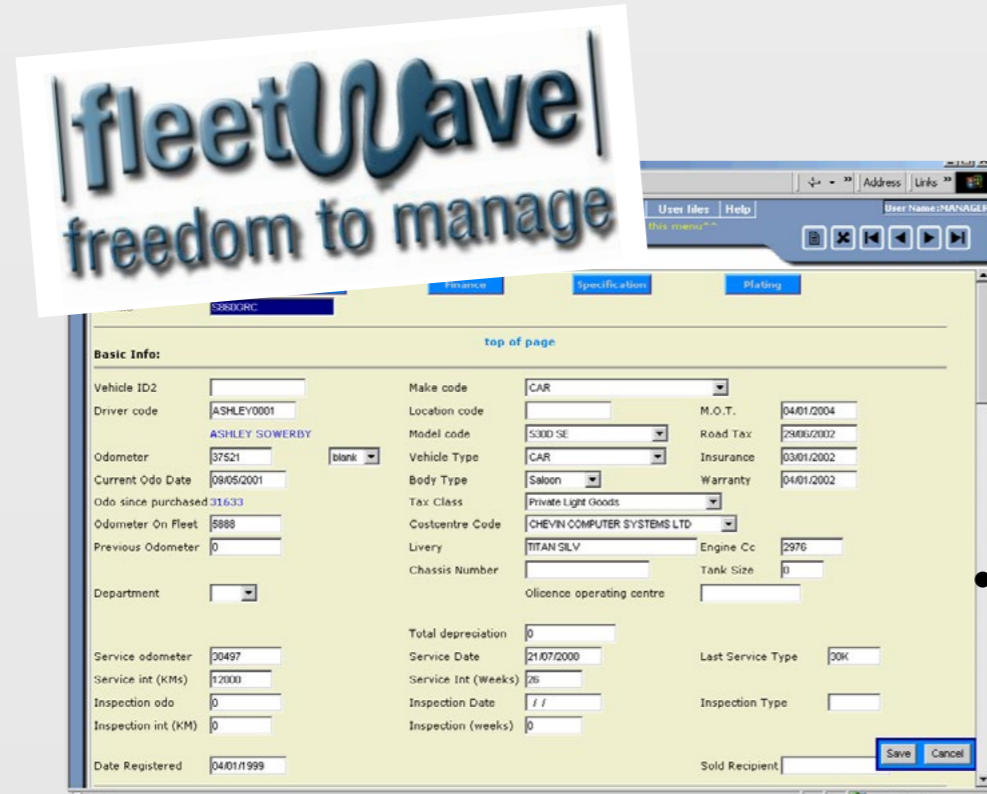 |fleetWave|
freedom to manage
Address Links »
User files Help User Name:MANAGER
this menu^^
Finance Specification Plating
S860GRC
top of page
Basic Info:
Vehicle ID2 Make code CAR
Driver code ASHLEY0001 Location code M.O.T. 04/01/2004
ASHLEY SOWERBY Model code 530D SE Road Tax 29/06/2002
Odometer 37521 blank Vehicle Type CAR Insurance 03/01/2002
Current Odo Date 09/05/2001 Body Type Saloon Warranty 04/01/2002
Odo since purchased 31633 Tax Class Private Light Goods
Odometer On Fleet 5888 Costcentre Code CHEVIN COMPUTER SYSTEMS LTD
Previous Odometer 0 Livery TITAN SILV Engine Cc 2976
Chassis Number Tank Size 0
Department Olicence operating centre
Total depreciation 0
Service odometer 30497 Service Date 21/07/2000 Last Service Type 30K
Service int (KMs) 12000 Service Int (Weeks) 26
Inspection odo 0 Inspection Date / / Inspection Type
Inspection int (KM) 0 Inspection (weeks) 0
Save Cancel
Date Registered 04/01/1999 Sold Recipient